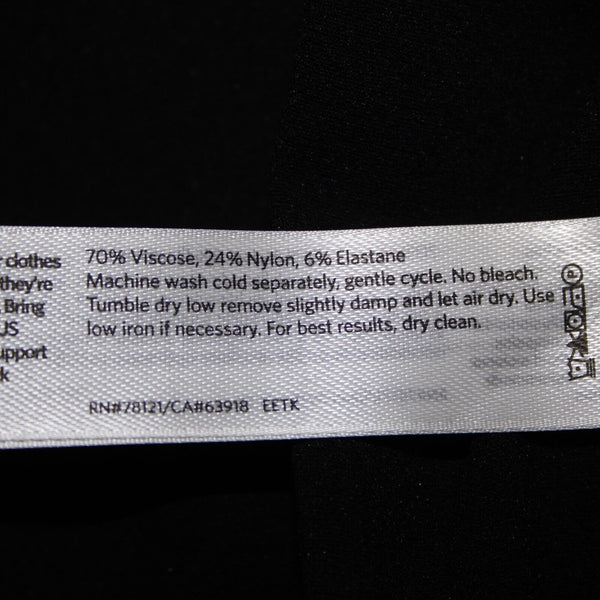 clothes
they're
Bring
US
support
k
70% Viscose, 24% Nylon, 6% Elastane
Machine wash cold separately, gentle cycle. No bleach.
Tumble dry low remove slightly damp and let air dry. Use
low iron if necessary. For best results, dry clean.
RN#78121/CA#63918 EETK